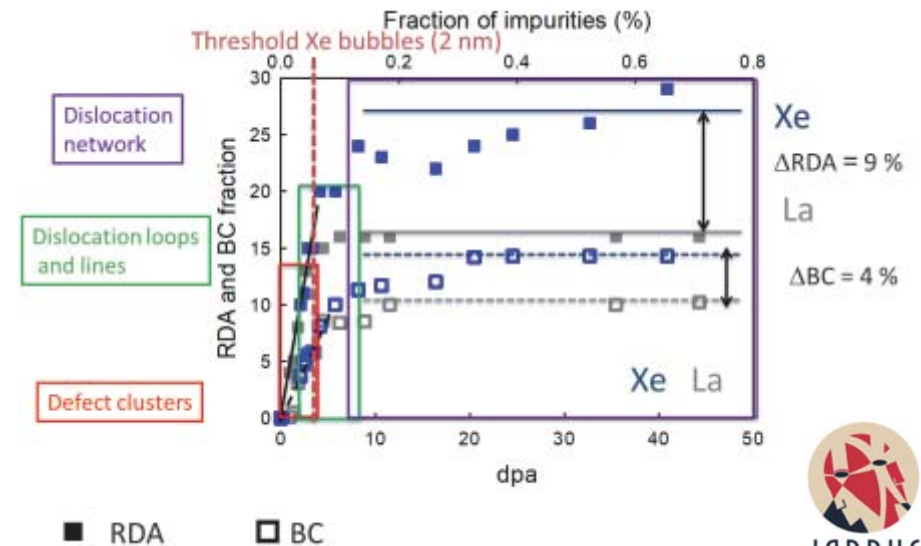 Fraction of impurities (%)
Threshold Xe bubbles (2 nm)
0.0 0.2 0.4 0.6 0.8
30
25
20
15
10
5
0
RDA and BC fraction
0 10 20 30 40 50
dpa
Dislocation
network
Dislocation loops
and lines
Defect clusters
Xe
ΔRDA = 9 %
La
ΔBC = 4 %
Xe La
■ RDA □ BC